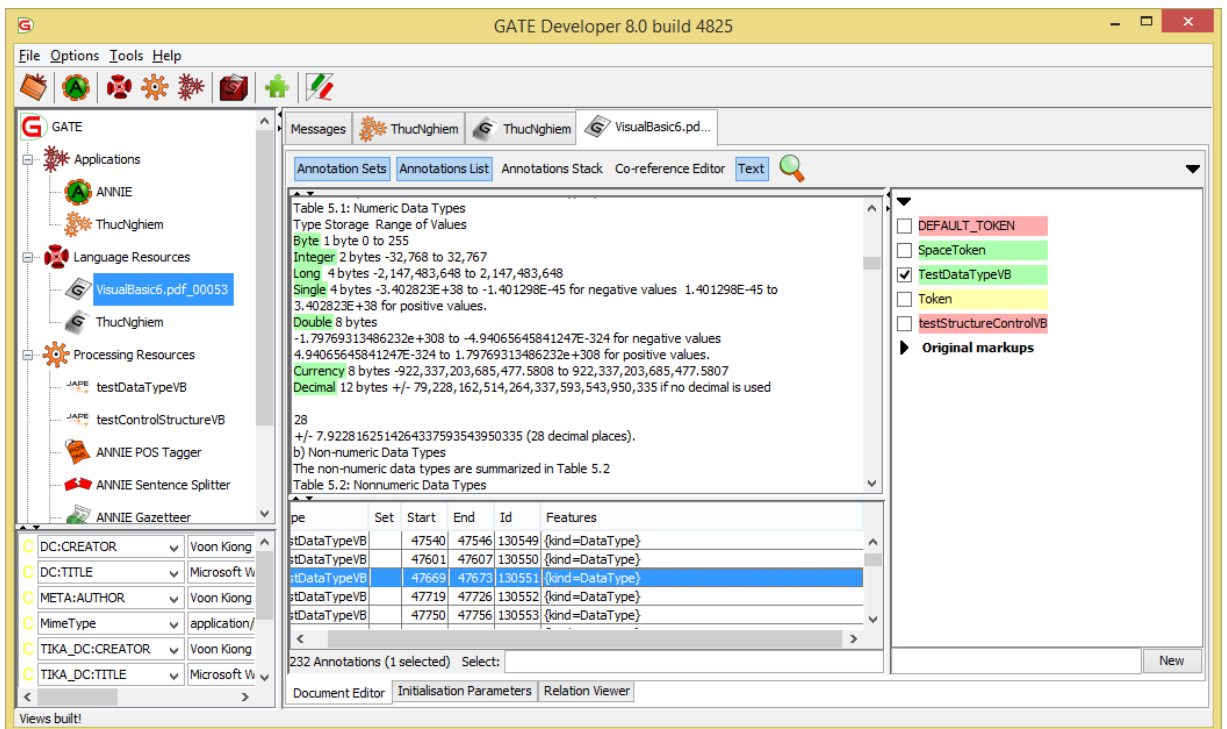 GATE Developer 8.0 build 4825
File Options Tools Help
GATE
Applications
ANNIE
ThucNghiem
Language Resources
VisualBasic6.pdf_00053
ThucNghiem
Processing Resources
JAPE testDataTypeVB
JAPE testControlStructureVB
ANNIE POS Tagger
ANNIE Sentence Splitter
ANNIE Gazetteer
C DC:CREATOR Voon Kiong
C DC:TITLE Microsoft W
C META:AUTHOR Voon Kiong
C MimeType application/
C TIKA_DC:CREATOR Voon Kiong
C TIKA_DC:TITLE Microsoft W
Messages ThucNghiem ThucNghiem VisualBasic6.pd...
Annotation Sets Annotations List Annotations Stack Co-reference Editor Text
Table 5.1: Numeric Data Types
Type Storage Range of Values
Byte 1 byte 0 to 255
Integer 2 bytes -32,768 to 32,767
Long 4 bytes -2,147,483,648 to 2,147,483,648
Single 4 bytes -3.402823E+38 to -1.401298E-45 for negative values 1.401298E-45 to
3.402823E+38 for positive values.
Double 8 bytes
-1.79769313486232e+308 to -4.94065645841247E-324 for negative values
4.94065645841247E-324 to 1.79769313486232e+308 for positive values.
Currency 8 bytes -922,337,203,685,477.5808 to 922,337,203,685,477.5807
Decimal 12 bytes +/- 79,228,162,514,264,337,593,543,950,335 if no decimal is used
28
+/- 7.9228162514264337593543950335 (28 decimal places).
b) Non-numeric Data Types
The non-numeric data types are summarized in Table 5.2
Table 5.2: Nonnumeric Data Types
pe Set Start End Id Features
stDataTypeVB 47540 47546 130549 {kind=DataType}
stDataTypeVB 47601 47607 130550 {kind=DataType}
stDataTypeVB 47669 47673 130551 {kind=DataType}
stDataTypeVB 47719 47726 130552 {kind=DataType}
stDataTypeVB 47750 47756 130553 {kind=DataType}
232 Annotations (1 selected) Select:
Document Editor Initialisation Parameters Relation Viewer
DEFAULT_TOKEN
SpaceToken
TestDataTypeVB
Token
testStructureControlVB
Original markups
New
Views built!